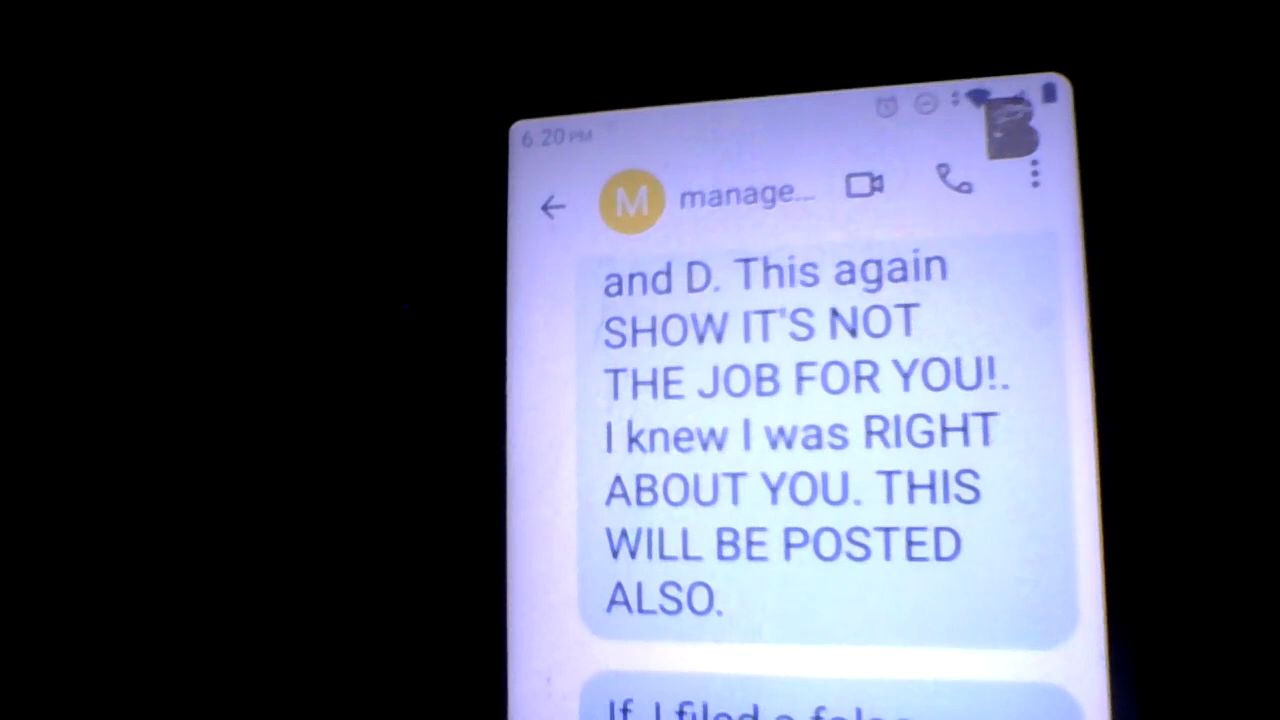 6:20 PM
B
M manage...
and D. This again
SHOW IT'S NOT
THE JOB FOR YOU!.
I knew I was RIGHT
ABOUT YOU. THIS
WILL BE POSTED
ALSO.
If I filed a false